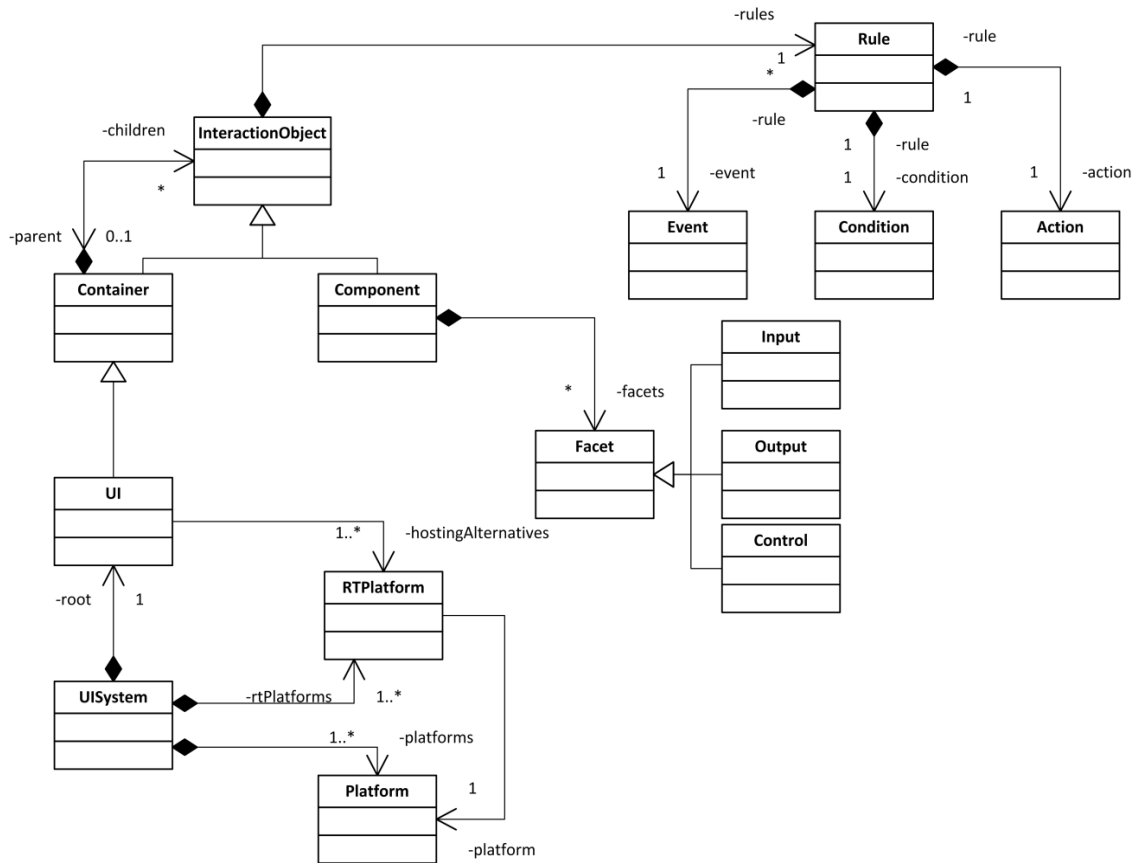 -rules
Rule
-rule
1
*
1
-rule
InteractionObject
-children
*
1
-rule
1
-event
1
-condition
1
-action
Event
Condition
Action
-parent
0..1
Container
Component
Input
*
-facets
Facet
Output
UI
Control
1..*
-hostingAlternatives
RTPlatform
-root
1
UISystem
-rtPlatforms
1..*
1..*
-platforms
Platform
1
-platform